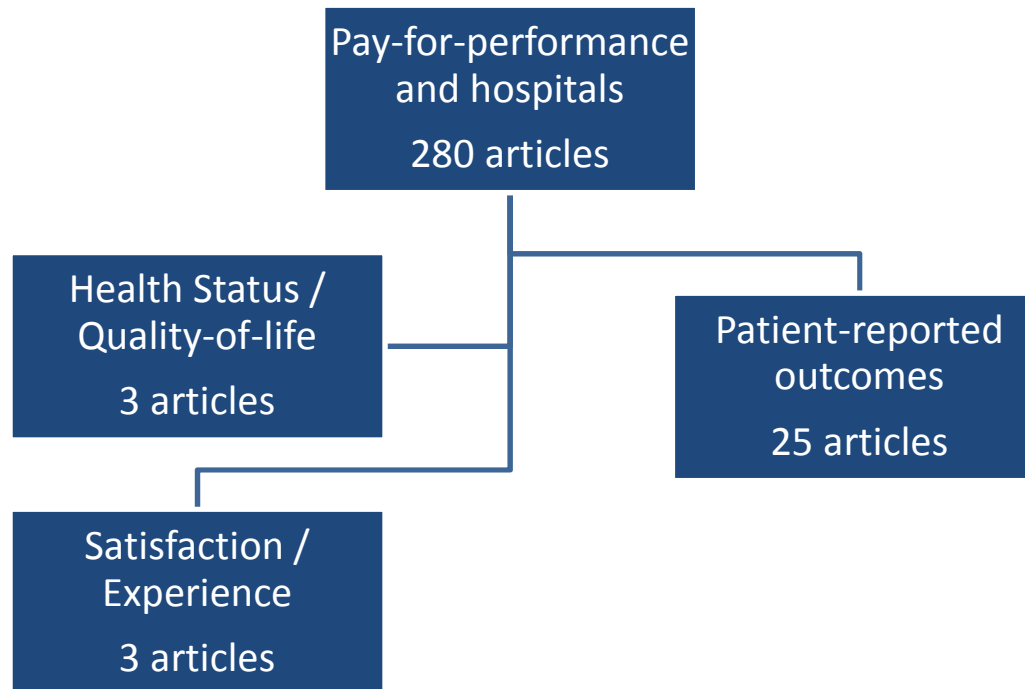 Pay-for-performance
and hospitals
280 articles
Health Status /
Quality-of-life
3 articles
Patient-reported
outcomes
25 articles
Satisfaction /
Experience
3 articles